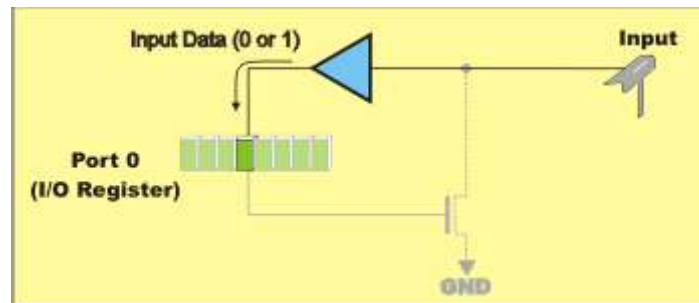 Input Data (0 or 1)
Input
Port 0
(I/O Register)
GND